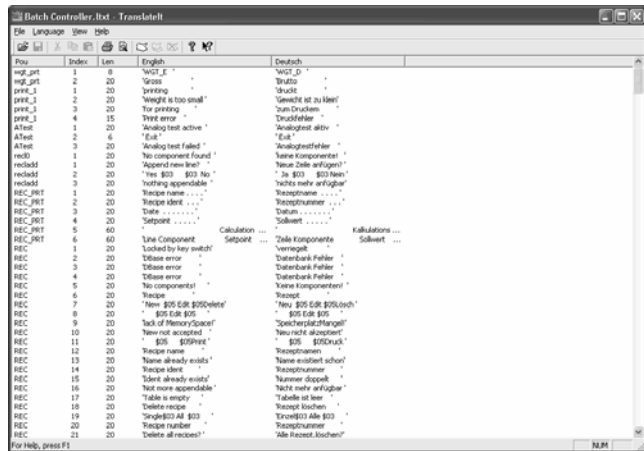 Batch Controller.ltxt - TranslateIt
File Language View Help
Pou Index Len English Deutsch
wgt_prt 1 8 'WGT_E ' 'WGT_D '
wgt_prt 2 20 'Gross ' 'Brutto '
print_1 1 20 'printing ' 'druckt '
print_1 2 20 'Weight is too small ' 'Gewicht ist zu klein'
print_1 3 20 'for printing ' 'zum Druckem '
print_1 4 15 'Print error ' 'Druckfehler '
ATest 1 20 'Analog test active ' 'Analogtest aktiv '
ATest 2 6 ' Exit ' ' Exit '
ATest 3 20 'Analog test failed ' 'Analogtestfehler '
recl0 1 20 'No component found ' 'keine Komponente! '
recladd 1 20 'Append new line? ' 'Neue Zeile anfügen? '
recladd 2 20 ' Yes $03 $03 No ' ' Ja $03 $03 Nein '
recladd 3 20 'nothing appendable ' 'nichts mehr anfügbar'
REC_PRT 1 20 'Recipe name . . . . ' 'Rezeptname . . . . '
REC_PRT 2 20 'Recipe ident . . . ' 'Rezeptnummer . . . '
REC_PRT 3 20 'Date . . . . . . . ' 'Datum . . . . . . . '
REC_PRT 4 20 'Setpoint . . . . . ' 'Sollwert . . . . . '
REC_PRT 5 60 ' Calculation ... ' Kalkulations ...
REC_PRT 6 60 'Line Component Setpoint ... 'Zeile Komponente Sollwert ...
REC 1 20 'Locked by key switch' 'verriegelt '
REC 2 20 'DBase error ' 'Datenbank Fehler '
REC 3 20 'DBase error ' 'Datenbank Fehler '
REC 4 20 'DBase error ' 'Datenbank Fehler '
REC 5 20 'No components! ' 'Keine Komponenten! '
REC 6 20 'Recipe ' 'Rezept '
REC 7 20 ' New $05 Edit $05Delete' 'Neu $05 Edit $05Lösch '
REC 8 20 ' $05 Edit $05 ' ' $05 Edit $05 '
REC 9 20 'lack of MemorySpace!' 'SpeicherplatzMangel!'
REC 10 20 'New not accepted ' 'Neu nicht akzeptiert'
REC 11 20 ' $05 $05Print ' ' $05 $05Druck '
REC 12 20 'Recipe name ' 'Rezeptnamen '
REC 13 20 'Name already exists ' 'Name existiert schon'
REC 14 20 'Recipe ident ' 'Rezeptnummer '
REC 15 20 'Ident already exists' 'Nummer doppelt '
REC 16 20 'Not more appendable ' 'Nicht mehr anfügbar '
REC 17 20 'Table is empty ' 'Tabelle ist leer '
REC 18 20 'Delete recipe ' 'Rezept löschen '
REC 19 20 'Single$03 All $03 ' 'Einzel$03 Alle $03 '
REC 20 20 'Recipe number ' 'Rezeptnummer '
REC 21 20 'Delete all recipes? ' 'Alle Rezept.löschen?'
For Help, press F1 NUM